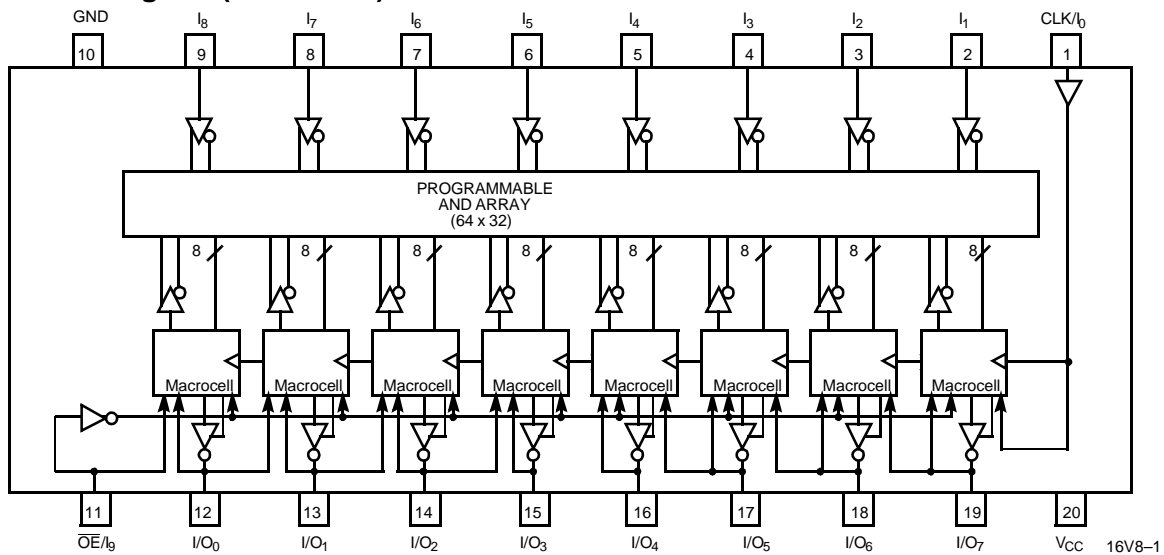 GND I8 I7 I6 I5 I4 I3 I2 I1 CLK/I0
10 9 8 7 6 5 4 3 2 1
PROGRAMMABLE
AND ARRAY
(64 x 32)
8 8 8 8 8 8 8 8
Macrocell Macrocell Macrocell Macrocell Macrocell Macrocell Macrocell Macrocell
11 12 13 14 15 16 17 18 19 20
O̅E̅/I9 I/O0 I/O1 I/O2 I/O3 I/O4 I/O5 I/O6 I/O7 VCC 16V8–1